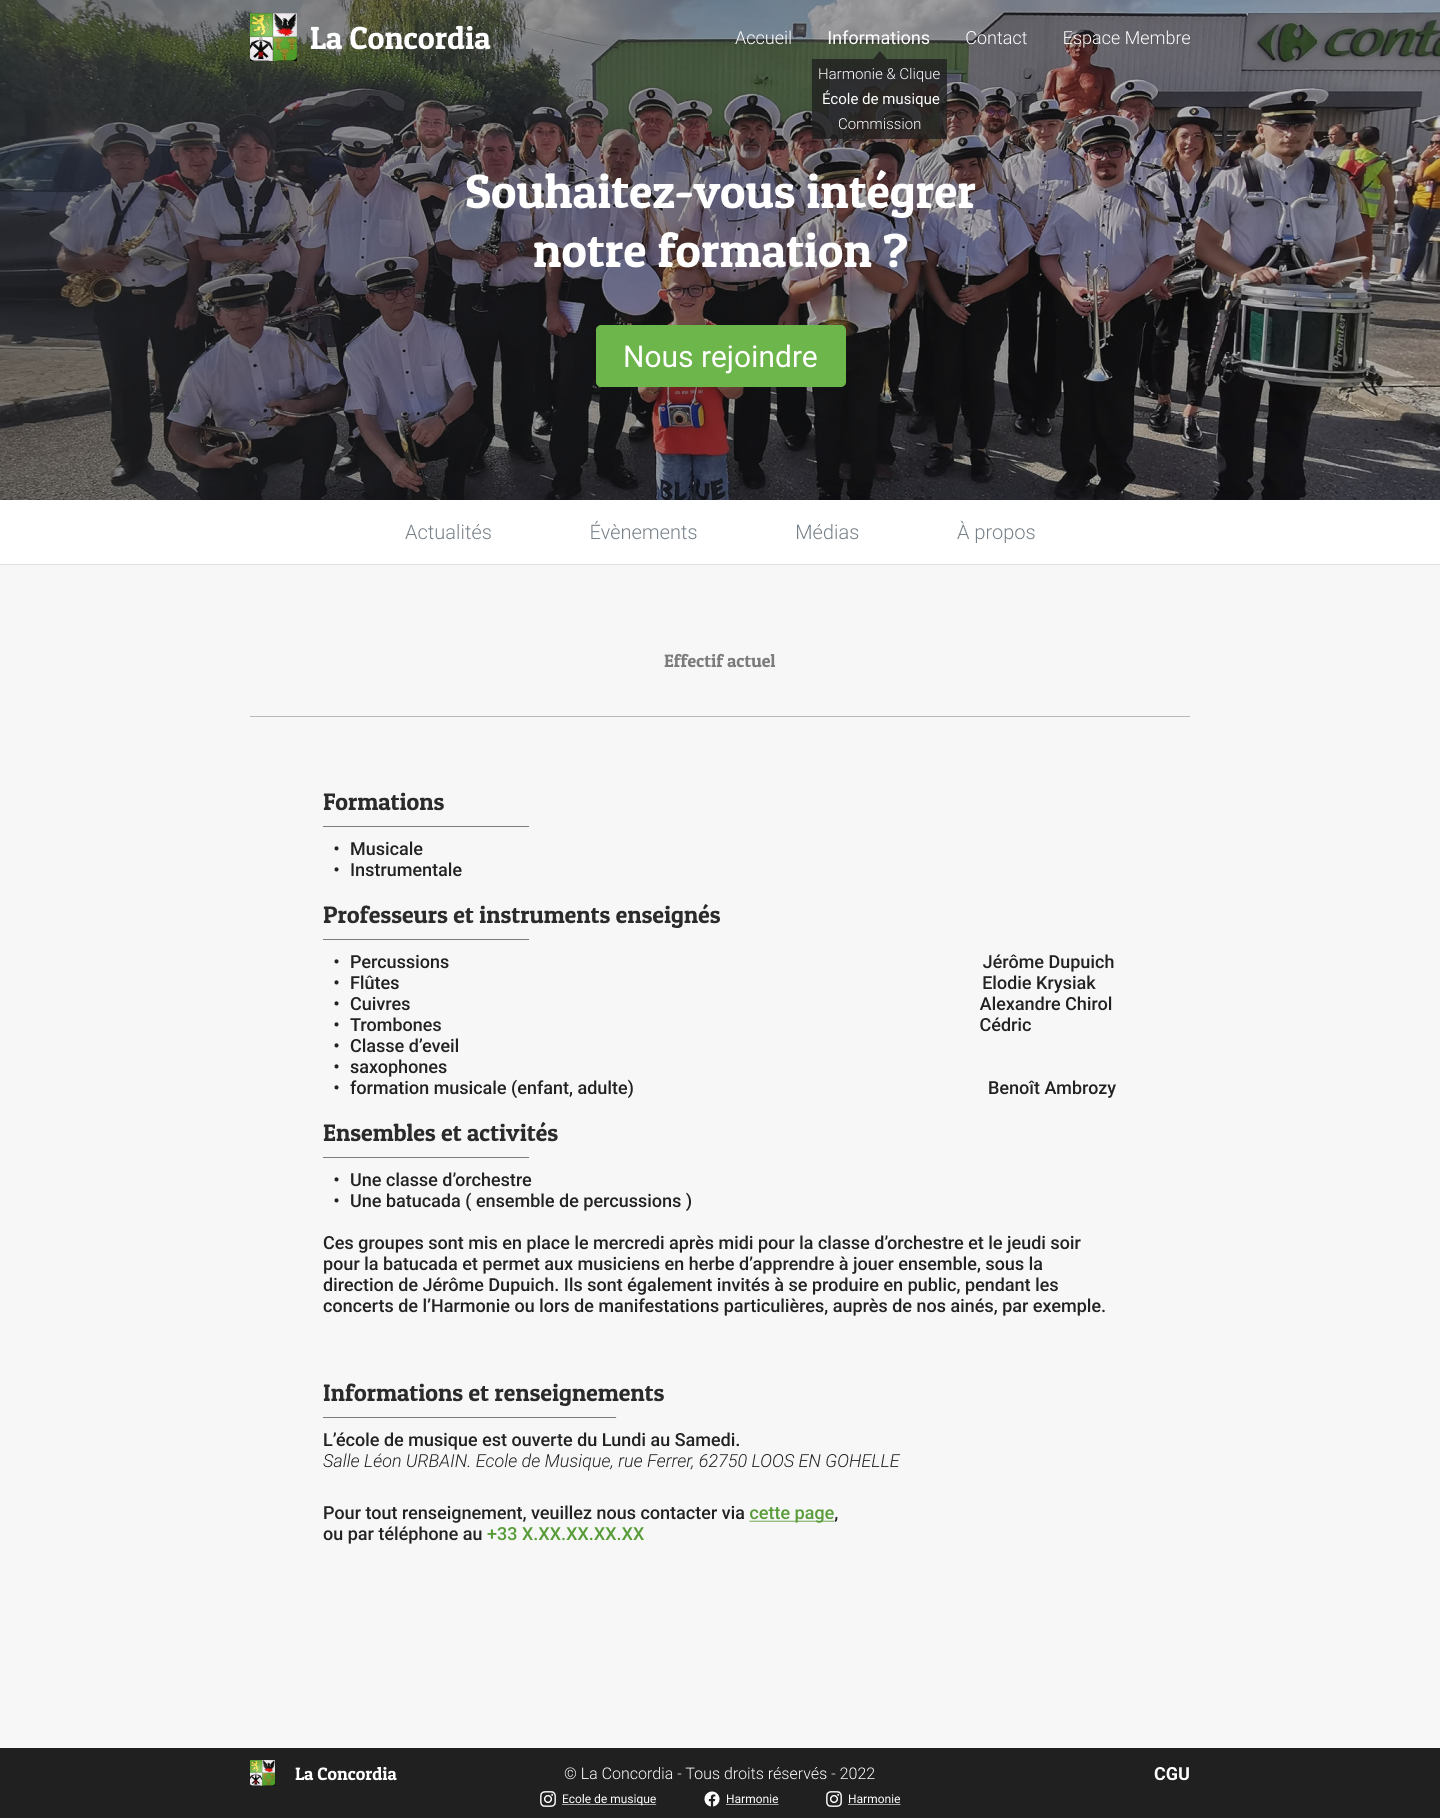 La Concordia
Accueil Informations Contact Espace Membre
Harmonie & Clique
École de musique
Commission
Souhaitez-vous intégrer
notre formation ?
Nous rejoindre
Premier
BLUE
Actualités Évènements Médias À propos
Effectif actuel
Formations
• Musicale
• Instrumentale
Professeurs et instruments enseignés
• Percussions Jérôme Dupuich
• Flûtes Elodie Krysiak
• Cuivres Alexandre Chirol
• Trombones Cédric
• Classe d’eveil
• saxophones
• formation musicale (enfant, adulte) Benoît Ambrozy
Ensembles et activités
• Une classe d’orchestre
• Une batucada ( ensemble de percussions )
Ces groupes sont mis en place le mercredi après midi pour la classe d’orchestre et le jeudi soir
pour la batucada et permet aux musiciens en herbe d’apprendre à jouer ensemble, sous la
direction de Jérôme Dupuich. Ils sont également invités à se produire en public, pendant les
concerts de l’Harmonie ou lors de manifestations particulières, auprès de nos ainés, par exemple.
Informations et renseignements
L’école de musique est ouverte du Lundi au Samedi.
Salle Léon URBAIN. Ecole de Musique, rue Ferrer, 62750 LOOS EN GOHELLE
Pour tout renseignement, veuillez nous contacter via cette page,
ou par téléphone au +33 X.XX.XX.XX.XX
La Concordia © La Concordia - Tous droits réservés - 2022 CGU
Ecole de musique Harmonie Harmonie